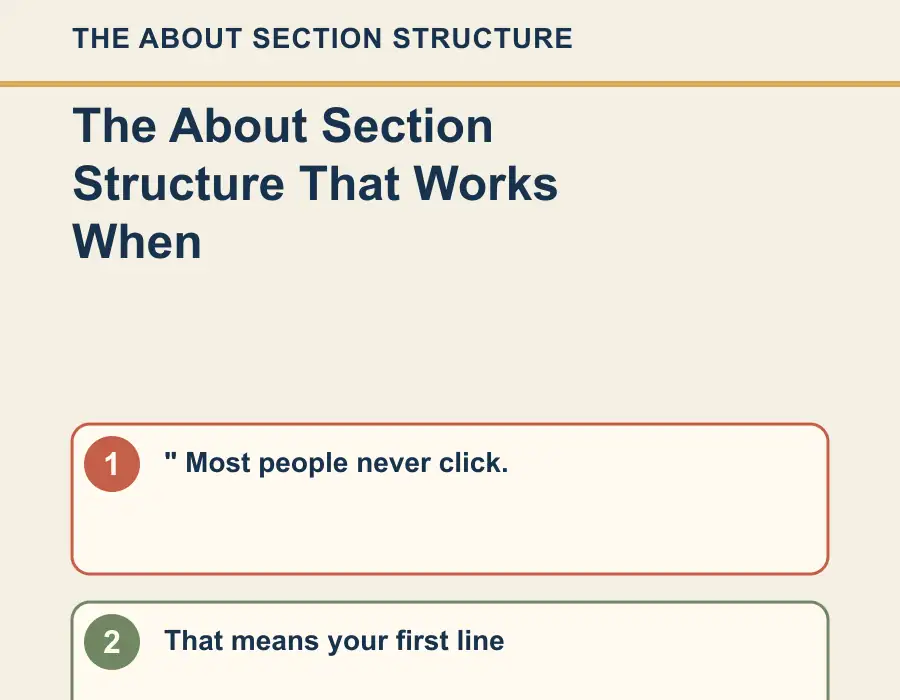 THE ABOUT SECTION STRUCTURE
The About Section
Structure That Works
When
1
" Most people never click.
2
That means your first line